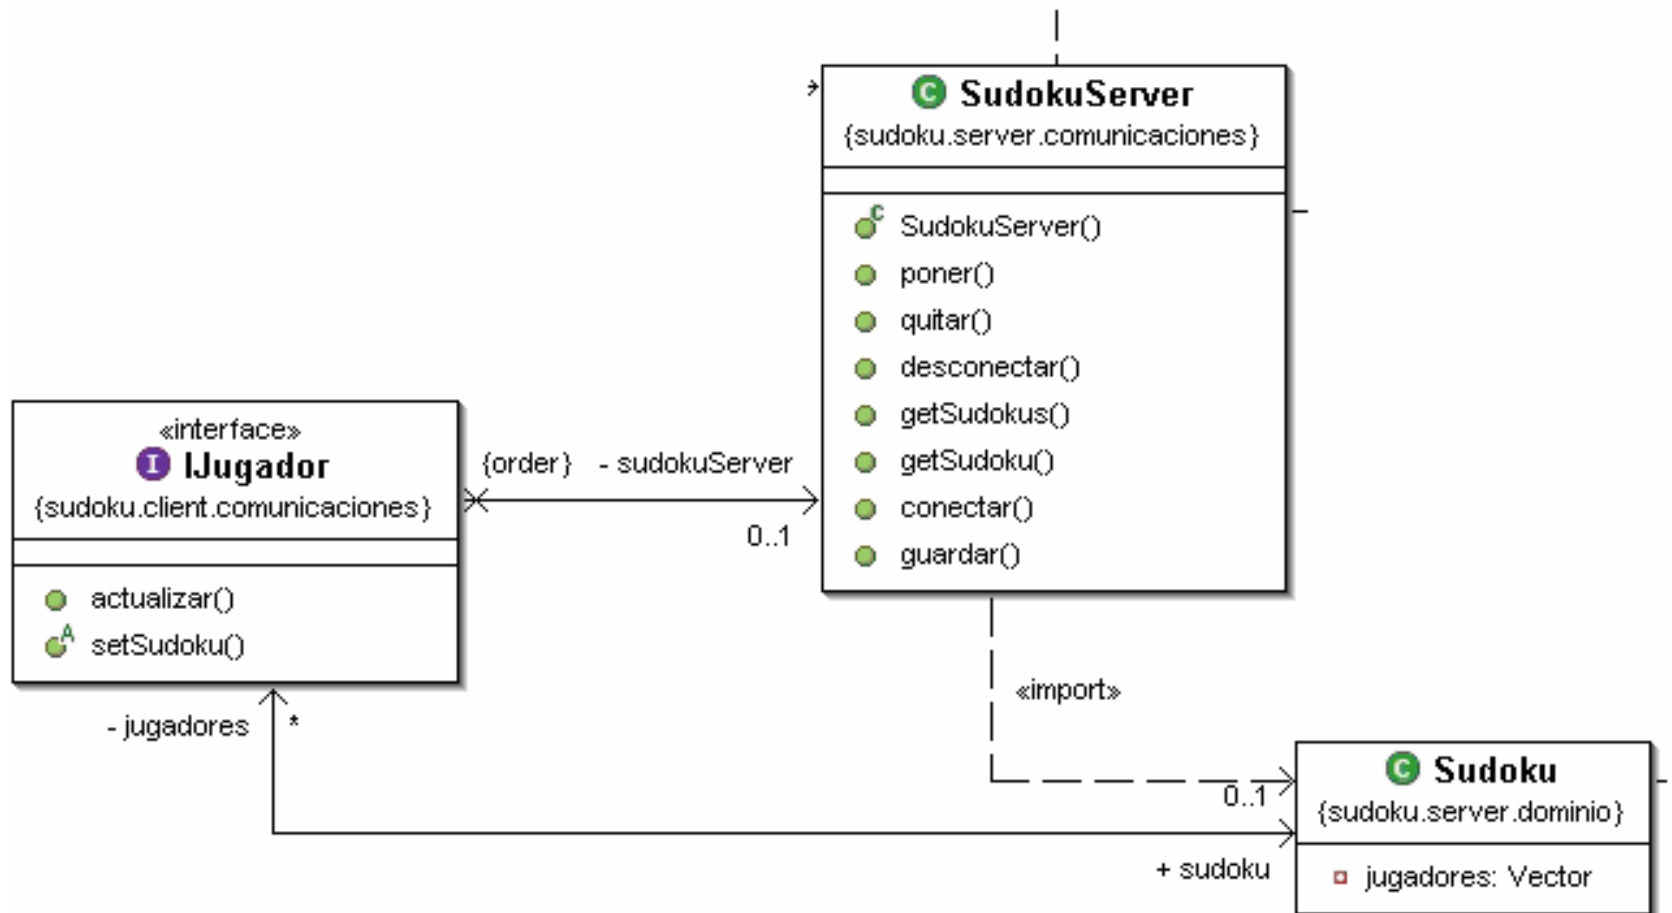 C SudokuServer
{sudoku.server.comunicaciones}
C SudokuServer()
poner()
quitar()
desconectar()
getSudokus()
getSudoku()
conectar()
guardar()
«interface»
I IJugador
{sudoku.client.comunicaciones}
actualizar()
A setSudoku()
{order} - sudokuServer
0..1
- jugadores *
«import»
0..1
+ sudoku
C Sudoku
{sudoku.server.dominio}
jugadores: Vector